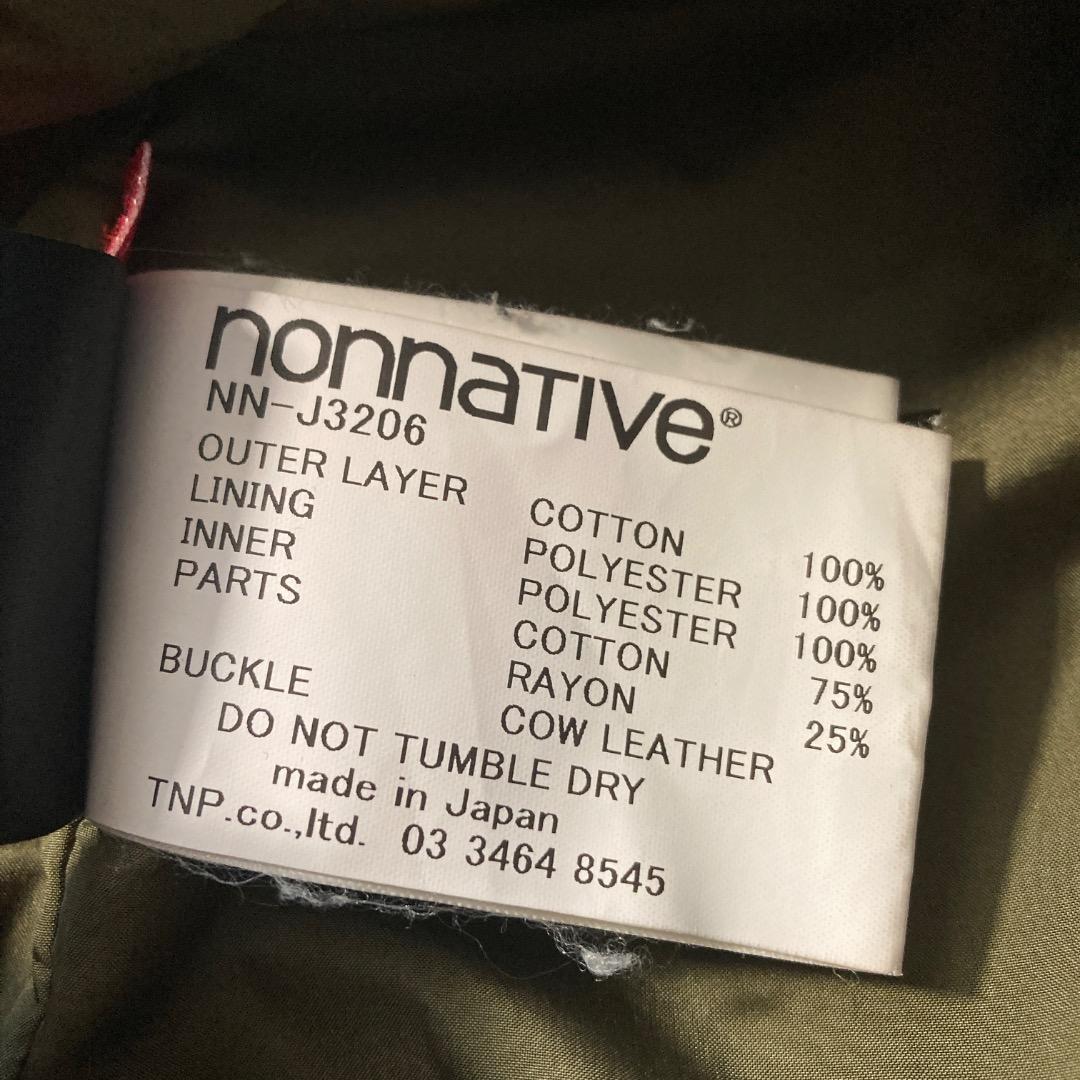 nonnative®
NN-J3206
OUTER LAYER COTTON 100%
LINING POLYESTER 100%
INNER POLYESTER 100%
PARTS COTTON 75%
RAYON 25%
BUCKLE COW LEATHER
DO NOT TUMBLE DRY
made in Japan
TNP.co.,ltd. 03 3464 8545